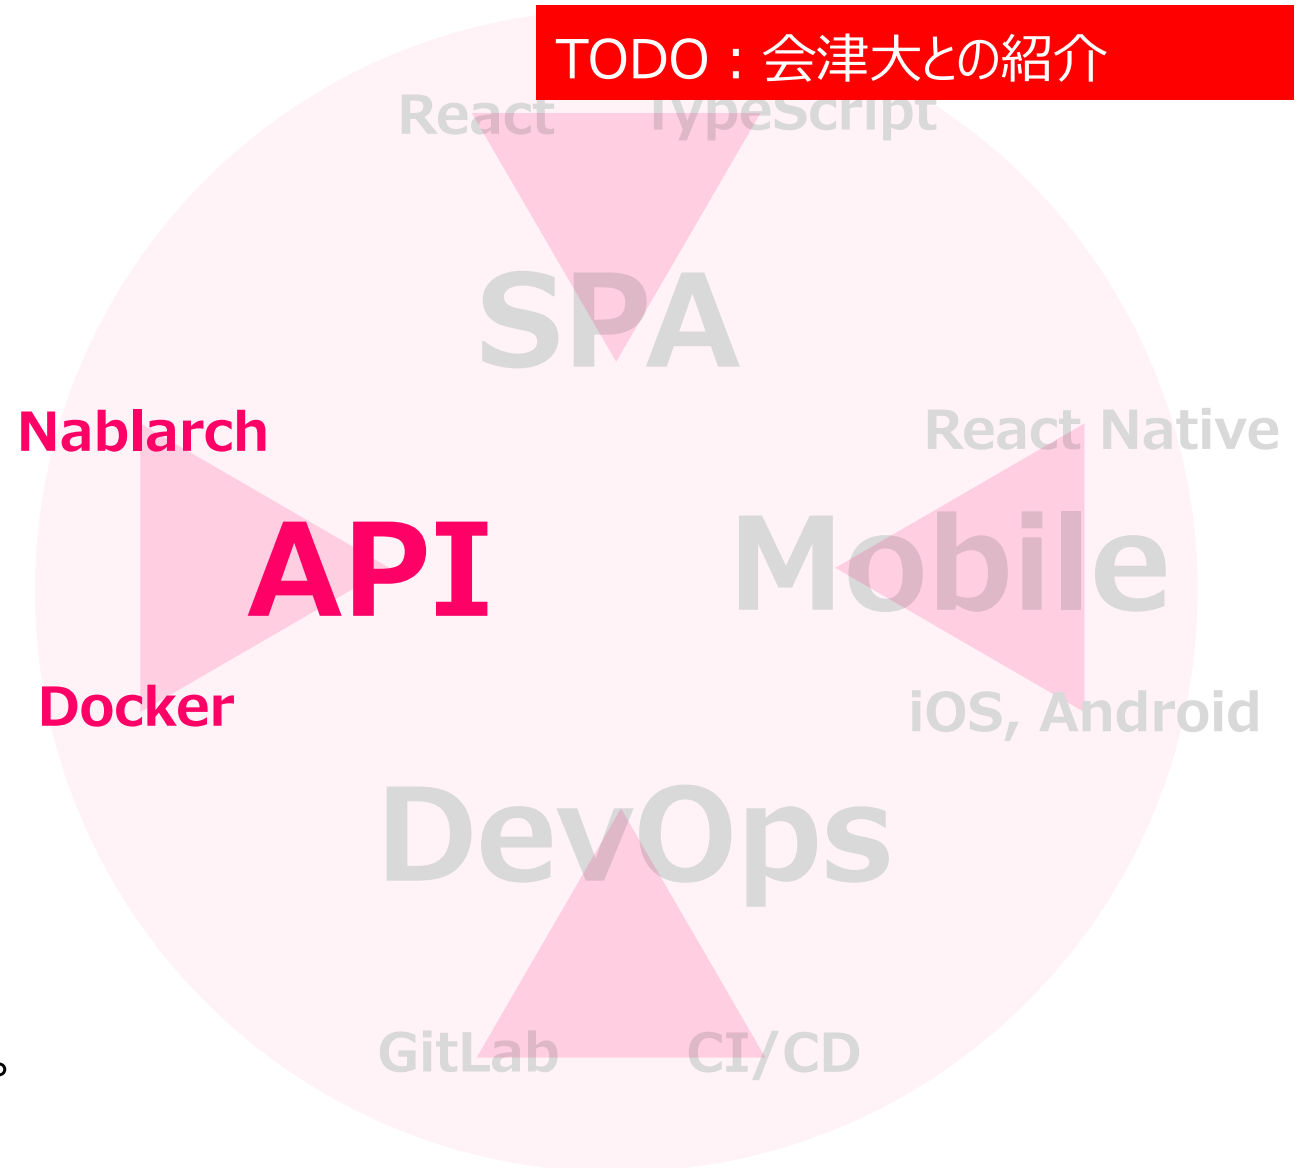 TODO：会津大との紹介
React TypeScript
SPA
Nablarch
React Native
API
Mobile
Docker
iOS, Android
DevOps
GitLab CI/CD
。